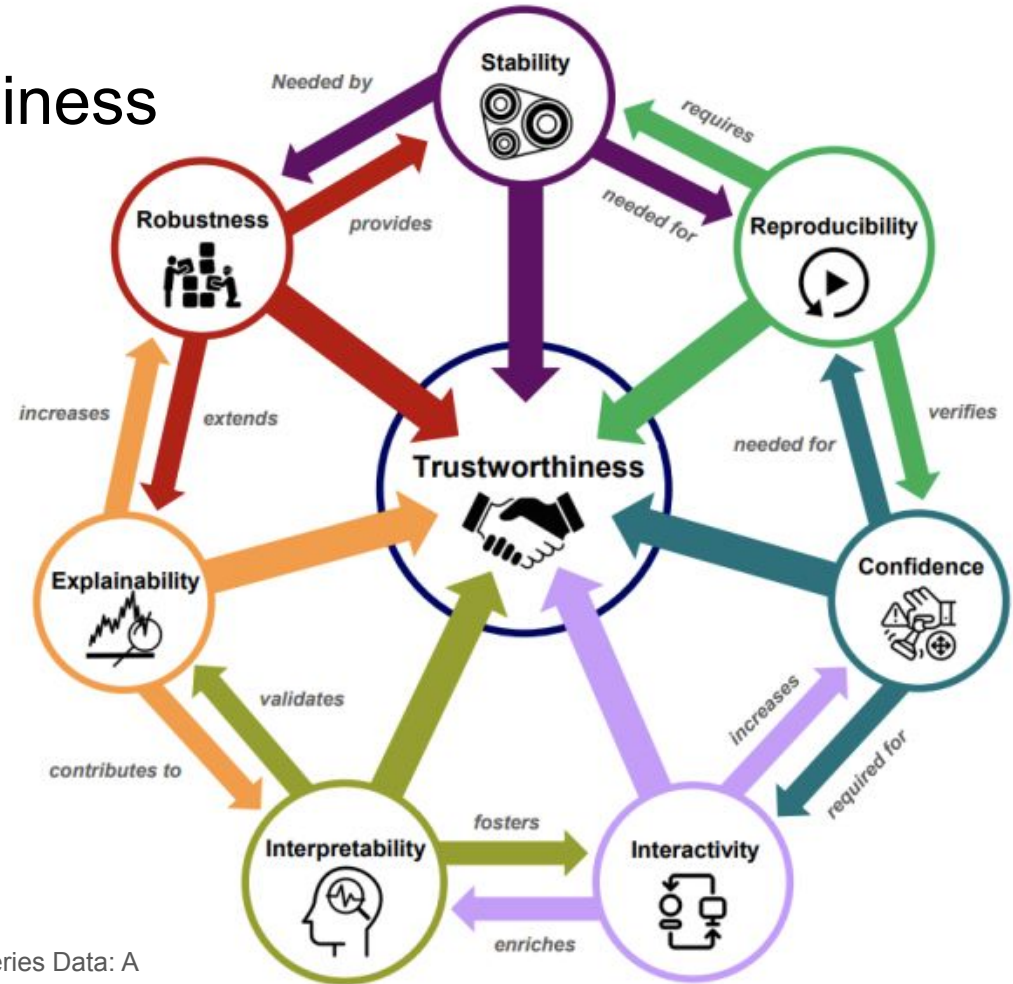 iness
Stability
Needed by
requires
provides
needed for
Robustness
Reproducibility
increases
extends
needed for
verifies
Trustworthiness
Explainability
Confidence
validates
increases
contributes to
required for
fosters
Interpretability
Interactivity
enriches
eries Data: A